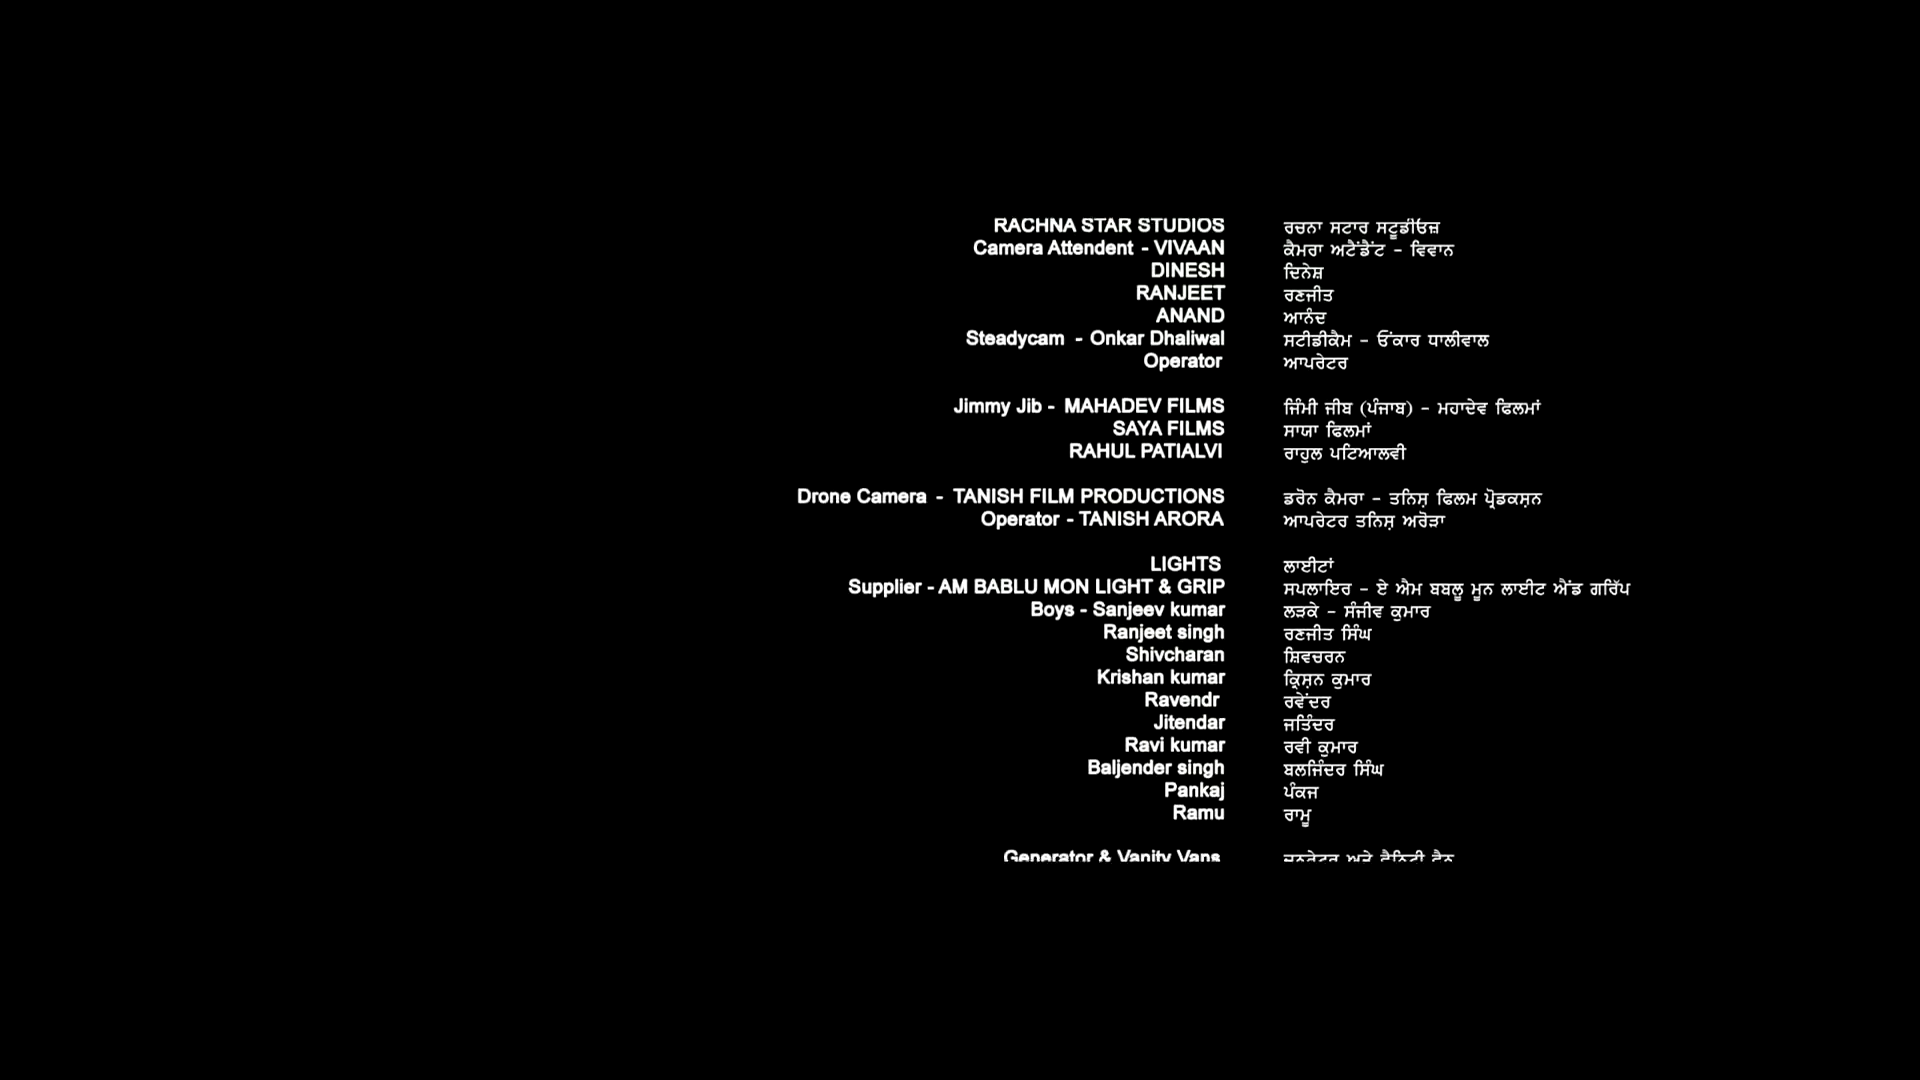 RACHNA STAR STUDIOS ਰਚਨਾ ਸਟਾਰ ਸਟੂਡੀਓਜ਼
Camera Attendent - VIVAAN ਕੈਮਰਾ ਅਟੈਂਡੈਂਟ - ਵਿਵਾਨ
DINESH ਦਿਨੇਸ਼
RANJEET ਰਣਜੀਤ
ANAND ਆਨੰਦ
Steadycam - Onkar Dhaliwal ਸਟੀਡੀਕੈਮ - ਓਂਕਾਰ ਧਾਲੀਵਾਲ
Operator ਆਪਰੇਟਰ
Jimmy Jib - MAHADEV FILMS ਜਿੰਮੀ ਜੀਬ (ਪੰਜਾਬ) - ਮਹਾਦੇਵ ਫਿਲਮਾਂ
SAYA FILMS ਸਾਯਾ ਫਿਲਮਾਂ
RAHUL PATIALVI ਰਾਹੁਲ ਪਟਿਆਲਵੀ
Drone Camera - TANISH FILM PRODUCTIONS ਡਰੋਨ ਕੈਮਰਾ - ਤਨਿਸ਼ ਫਿਲਮ ਪ੍ਰੋਡਕਸ਼ਨ
Operator - TANISH ARORA ਆਪਰੇਟਰ ਤਨਿਸ਼ ਅਰੋੜਾ
LIGHTS ਲਾਈਟਾਂ
Supplier - AM BABLU MON LIGHT & GRIP ਸਪਲਾਇਰ - ਏ ਐਮ ਬਬਲੂ ਮੂਨ ਲਾਈਟ ਐਂਡ ਗਰਿੱਪ
Boys - Sanjeev kumar ਲੜਕੇ - ਸੰਜੀਵ ਕੁਮਾਰ
Ranjeet singh ਰਣਜੀਤ ਸਿੰਘ
Shivcharan ਸ਼ਿਵਚਰਨ
Krishan kumar ਕ੍ਰਿਸ਼ਨ ਕੁਮਾਰ
Ravendr ਰਵੇਂਦਰ
Jitendar ਜਤਿੰਦਰ
Ravi kumar ਰਵੀ ਕੁਮਾਰ
Baljender singh ਬਲਜਿੰਦਰ ਸਿੰਘ
Pankaj ਪੰਕਜ
Ramu ਰਾਮੂ
Generator & Vanity Vans ਜਨਰੇਟਰ ਅਤੇ ਵੈਨਿਟੀ ਵੈਨ